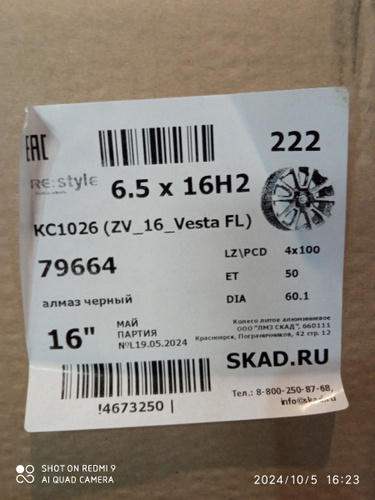 EAC
222
RE:style
6.5 x 16H2
КС1026 (ZV_16_Vesta FL)
79664
LZ\PCD 4x100
ET 50
алмаз черный
DIA 60.1
Колесо литое алюминиевое
ООО "ЛМЗ СКАД", 660111
Красноярск, Пограничников, 42 стр. 12
16"
МАЙ
ПАРТИЯ
№L19.05.2024
SKAD.RU
Тел.: 8-800-250-87-68,
info@skad.ru
!4673250 |
SHOT ON REDMI 9
AI QUAD CAMERA
2024/10/5 16:23